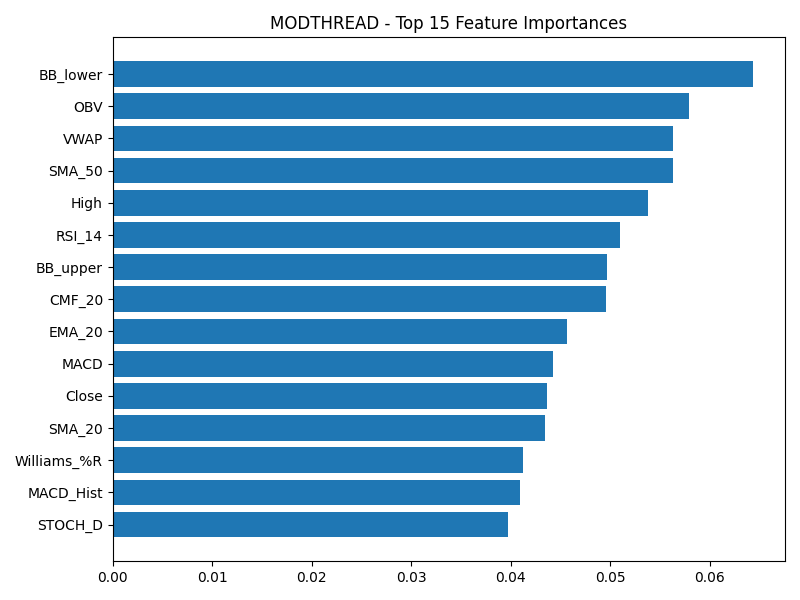 MODTHREAD - Top 15 Feature Importances
BB_lower
OBV
VWAP
SMA_50
High
RSI_14
BB_upper
CMF_20
EMA_20
MACD
Close
SMA_20
Williams_%R
MACD_Hist
STOCH_D
0.00 0.01 0.02 0.03 0.04 0.05 0.06